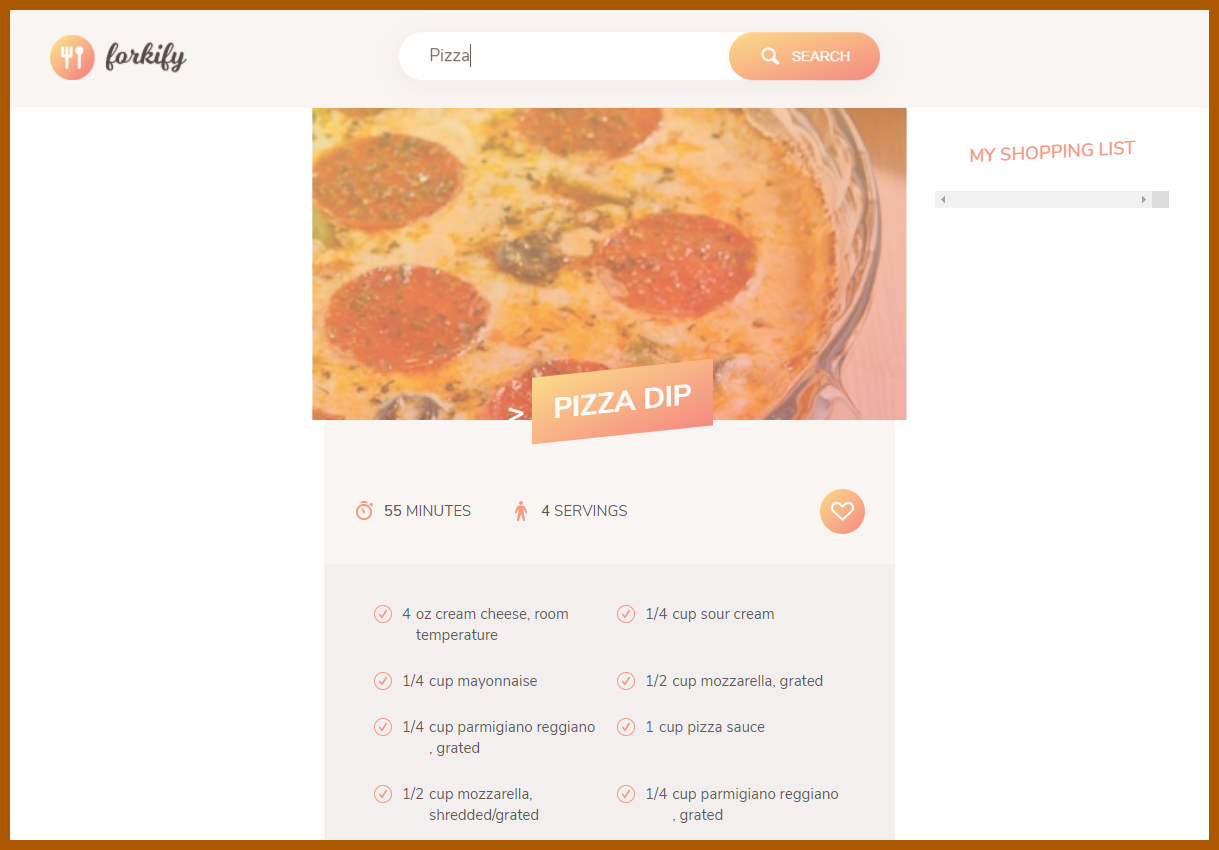 forkify
Pizza
SEARCH
MY SHOPPING LIST
> PIZZA DIP
55 MINUTES
4 SERVINGS
4 oz cream cheese, room
temperature
1/4 cup sour cream
1/4 cup mayonnaise
1/2 cup mozzarella, grated
1/4 cup parmigiano reggiano
, grated
1 cup pizza sauce
1/2 cup mozzarella,
shredded/grated
1/4 cup parmigiano reggiano
, grated